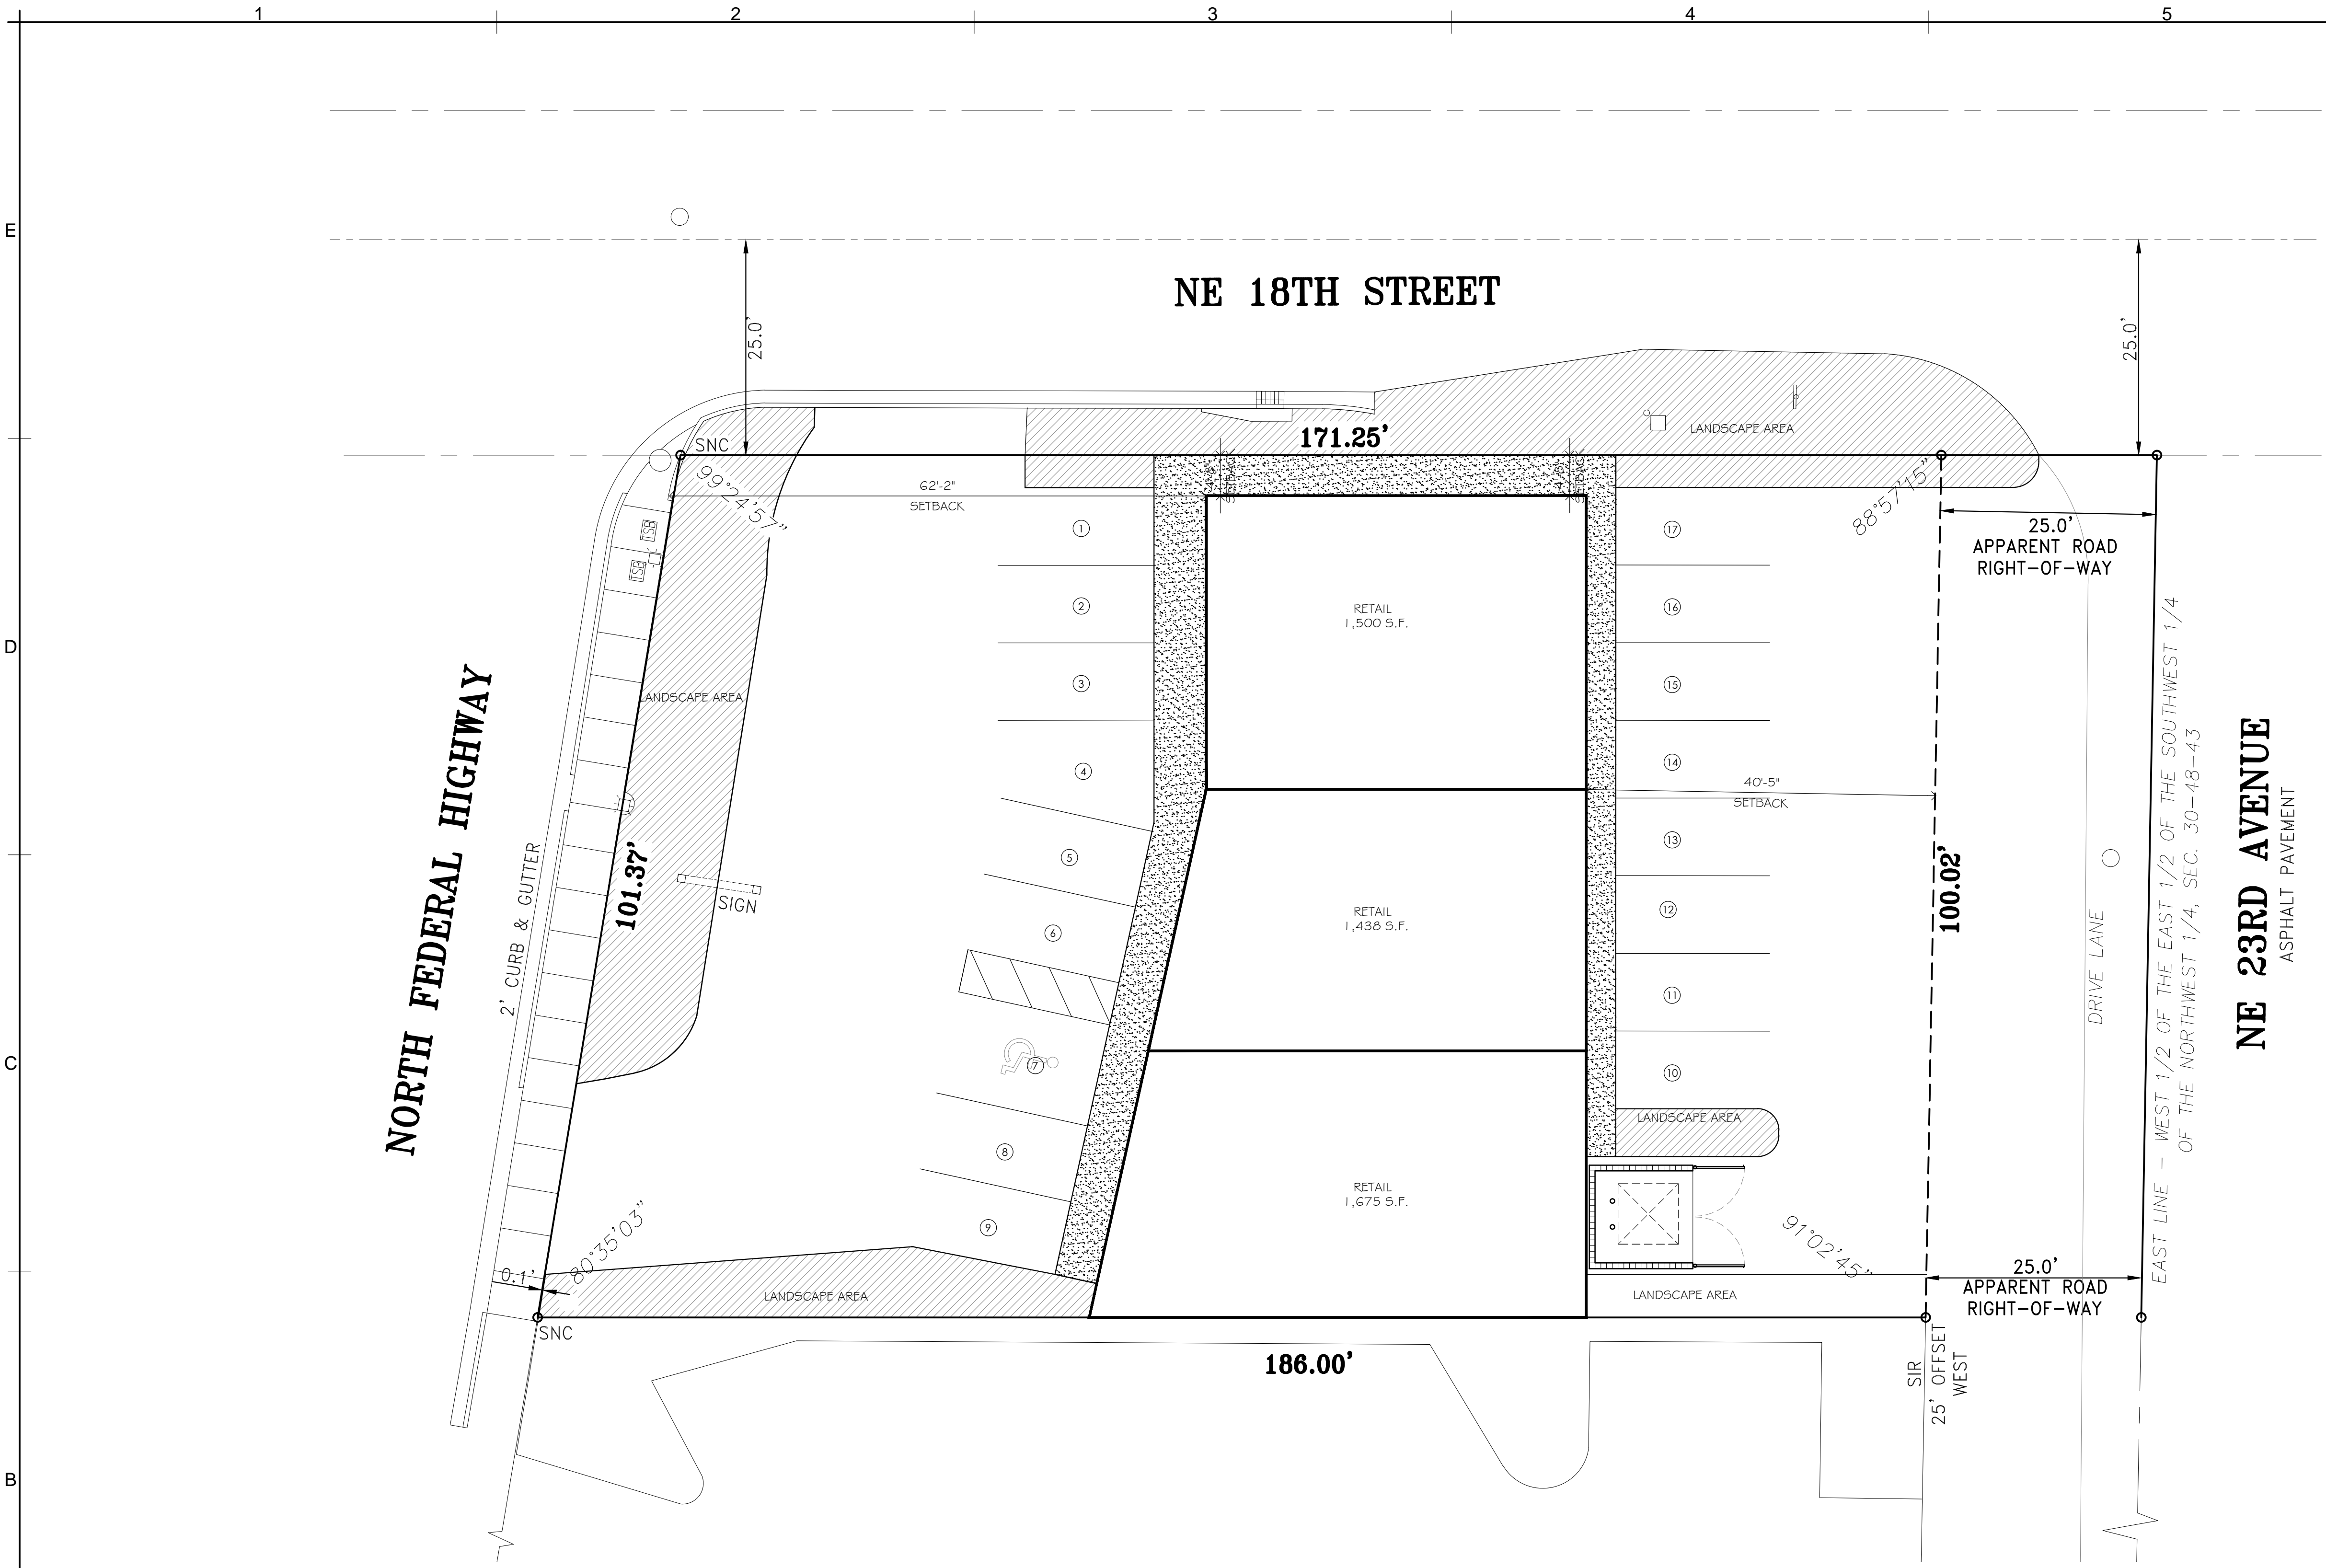 1
2
3
4
5
E
D
C
B
NE 18TH STREET
25.0'
25.0'
LANDSCAPE AREA
171.25'
SNC
99°24'57"
62'-2"
SETBACK
SETBACK
SETBACK
88°57'15"
25.0'
APPARENT ROAD
RIGHT-OF-WAY
TSB
TSB
1
2
3
4
5
6
7
8
9
17
16
15
14
13
12
11
10
RETAIL
1,500 S.F.
RETAIL
1,438 S.F.
RETAIL
1,675 S.F.
40'-5"
SETBACK
LANDSCAPE AREA
NORTH FEDERAL HIGHWAY
2' CURB & GUTTER
101.37'
SIGN
100.02'
DRIVE LANE
EAST LINE - WEST 1/2 OF THE EAST 1/2 OF THE SOUTHWEST 1/4
OF THE NORTHWEST 1/4, SEC. 30-48-43
NE 23RD AVENUE
ASPHALT PAVEMENT
LANDSCAPE AREA
0.1'
80°35'03"
LANDSCAPE AREA
LANDSCAPE AREA
91°02'45"
25.0'
APPARENT ROAD
RIGHT-OF-WAY
SNC
186.00'
SIR
25' OFFSET
WEST